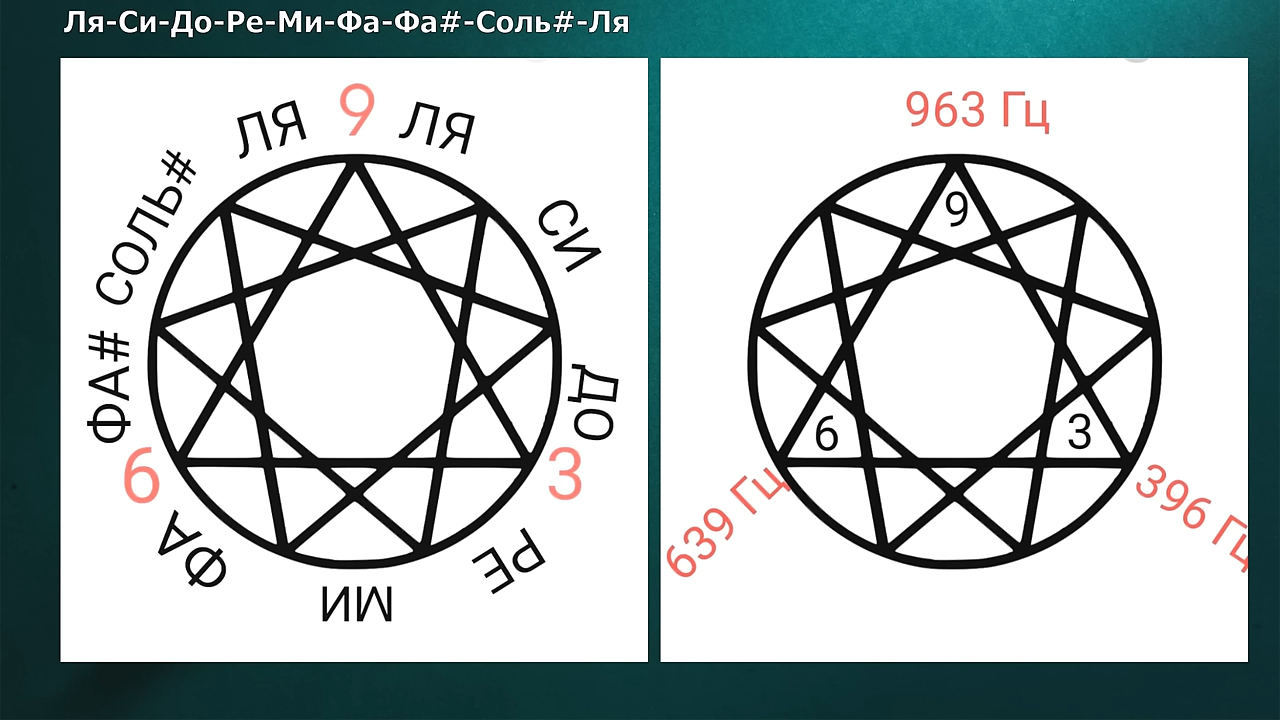 Ля-Си-До-Ре-Ми-Фа-Фа#-Соль#-Ля
9
ЛЯ
СИ
ДО
3
РЕ
МИ
ФА
6
ФА#
СОЛЬ#
ЛЯ
963 Гц
9
3
396 Гц
6
639 Гц